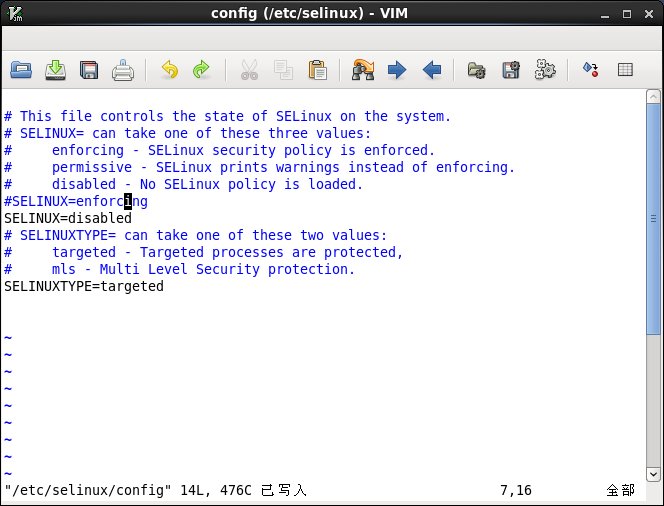 config (/etc/selinux) - VIM
# This file controls the state of SELinux on the system.
# SELINUX= can take one of these three values:
#     enforcing - SELinux security policy is enforced.
#     permissive - SELinux prints warnings instead of enforcing.
#     disabled - No SELinux policy is loaded.
#SELINUX=enforcing
SELINUX=disabled
# SELINUXTYPE= can take one of these two values:
#     targeted - Targeted processes are protected,
#     mls - Multi Level Security protection.
SELINUXTYPE=targeted
~
~
~
~
~
~
~
~
~
"/etc/selinux/config" 14L, 476C 已写入 7,16 全部